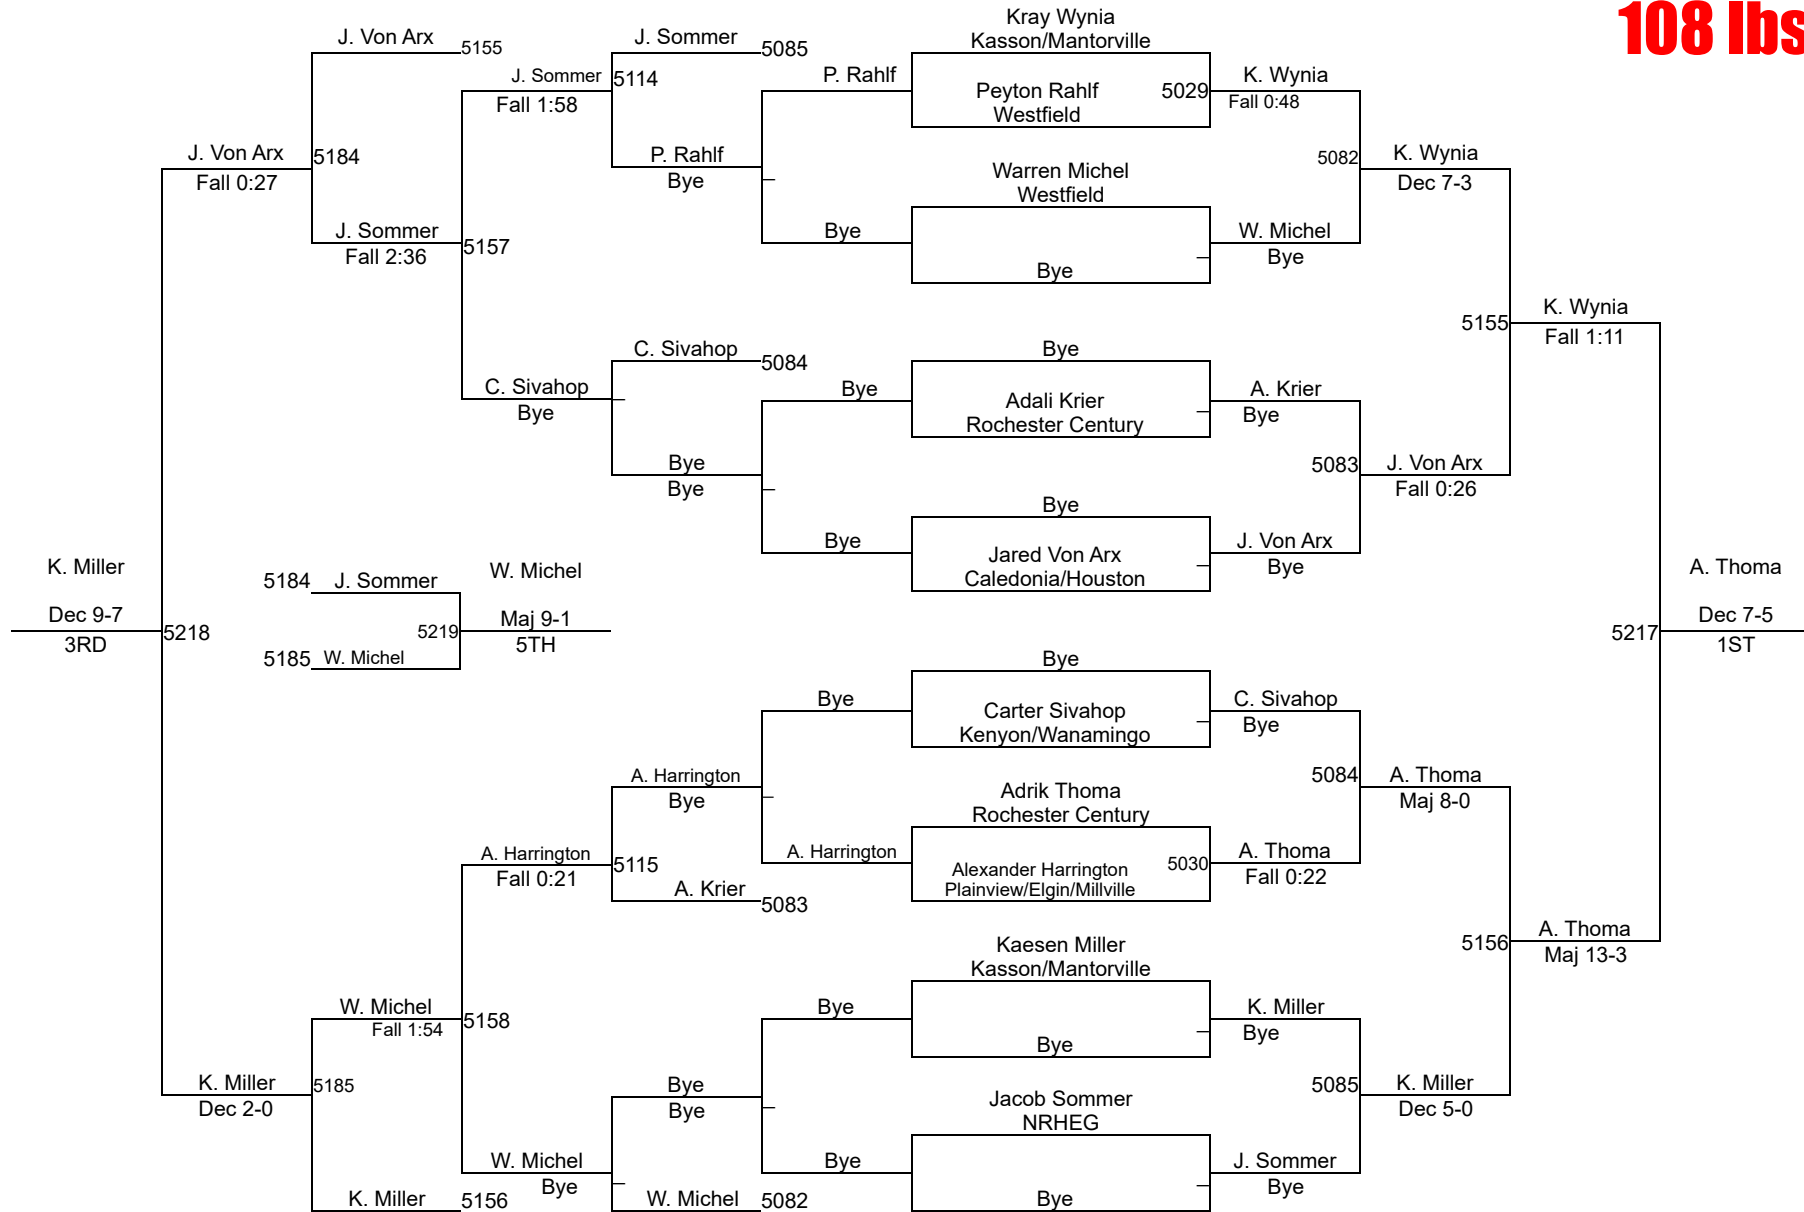 108 lbs
Kray Wynia
Kasson/Mantorville
J. Von Arx
5155
J. Sommer
5085
J. Sommer
5114
Fall 1:58
P. Rahlf
Peyton Rahlf
Westfield
5029
K. Wynia
Fall 0:48
J. Von Arx
5184
Fall 0:27
P. Rahlf
Bye
Warren Michel
Westfield
5082
K. Wynia
Dec 7-3
J. Sommer
5157
Fall 2:36
Bye
Bye
W. Michel
Bye
K. Wynia
5155
Fall 1:11
C. Sivahop
5084
Bye
C. Sivahop
Bye
Bye
Adali Krier
Rochester Century
A. Krier
Bye
Bye
Bye
5083
J. Von Arx
Fall 0:26
Bye
Bye
Jared Von Arx
Caledonia/Houston
J. Von Arx
Bye
K. Miller
Dec 9-7
3RD
5218
5184
J. Sommer
W. Michel
5219
Maj 9-1
5TH
5185
W. Michel
A. Thoma
Dec 7-5
5217
1ST
Bye
Bye
Carter Sivahop
Kenyon/Wanamingo
C. Sivahop
Bye
A. Harrington
Bye
Adrik Thoma
Rochester Century
5084
A. Thoma
Maj 8-0
A. Harrington
5115
Fall 0:21
A. Harrington
Alexander Harrington
Plainview/Elgin/Millville
5030
A. Thoma
Fall 0:22
A. Krier
5083
Kaesen Miller
Kasson/Mantorville
5156
A. Thoma
Maj 13-3
W. Michel
5158
Fall 1:54
Bye
Bye
K. Miller
Bye
K. Miller
5185
Dec 2-0
Bye
Bye
Jacob Sommer
NRHEG
5085
K. Miller
Dec 5-0
W. Michel
Bye
Bye
Bye
J. Sommer
Bye
K. Miller
5156
W. Michel
5082